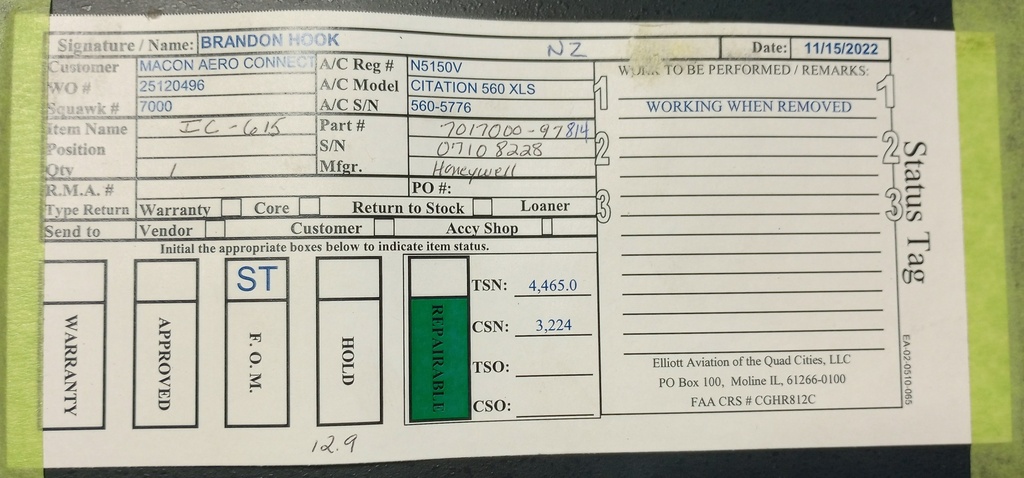 Signature / Name: BRANDON HOOK NZ Date: 11/15/2022
Customer MACON AERO CONNECT A/C Reg # N5150V
WO # 25120496 A/C Model CITATION 560 XLS
Squawk # 7000 A/C S/N 560-5776
Item Name IC-615 Part # 7017000-97814
Position S/N 07108228
Qty 1 Mfgr. Honeywell
R.M.A. # PO #:
Type Return Warranty Core Return to Stock Loaner
Send to Vendor Customer Accy Shop
Initial the appropriate boxes below to indicate item status.
WARRANTY
APPROVED
ST
F. O. M.
HOLD
REPAIRABLE
TSN: 4,465.0
CSN: 3,224
TSO:
CSO:
12.9
WORK TO BE PERFORMED / REMARKS:
WORKING WHEN REMOVED
1 1
2 2
3 3
Elliott Aviation of the Quad Cities, LLC
PO Box 100, Moline IL, 61266-0100
FAA CRS # CGHR812C
Status Tag
EA-02-0510-065